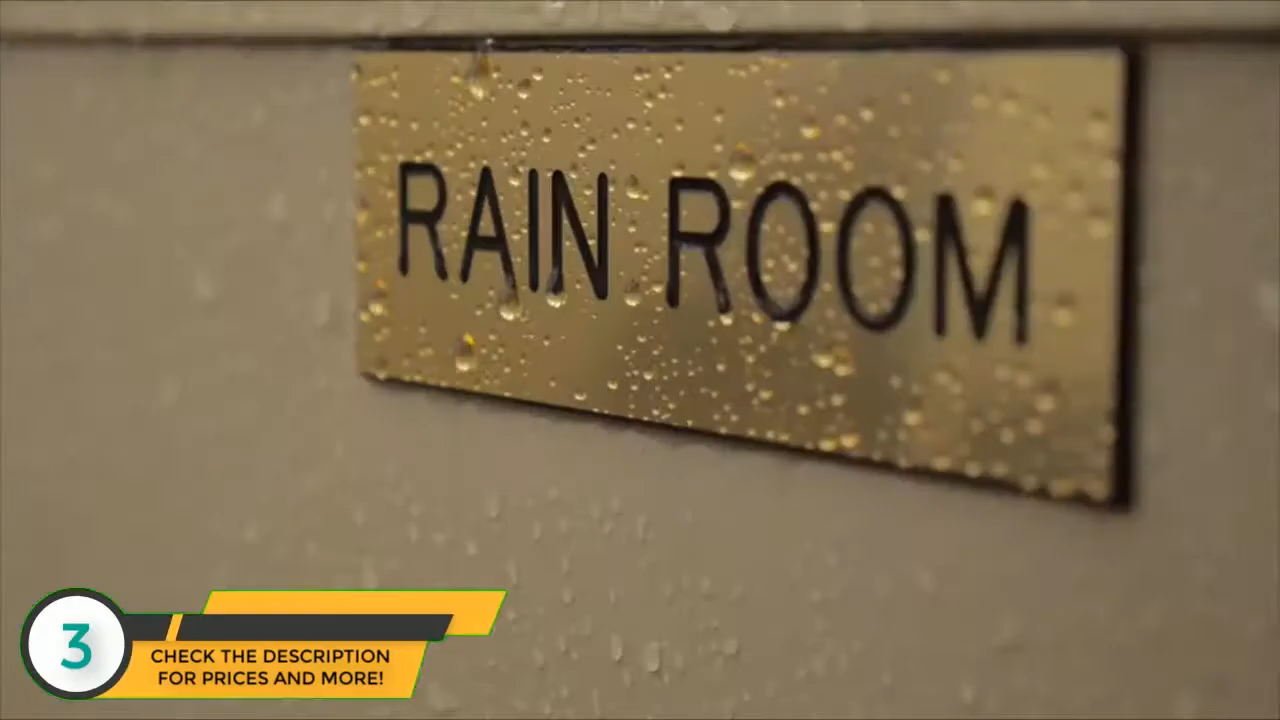 RAIN ROOM
3
CHECK THE DESCRIPTION
FOR PRICES AND MORE!